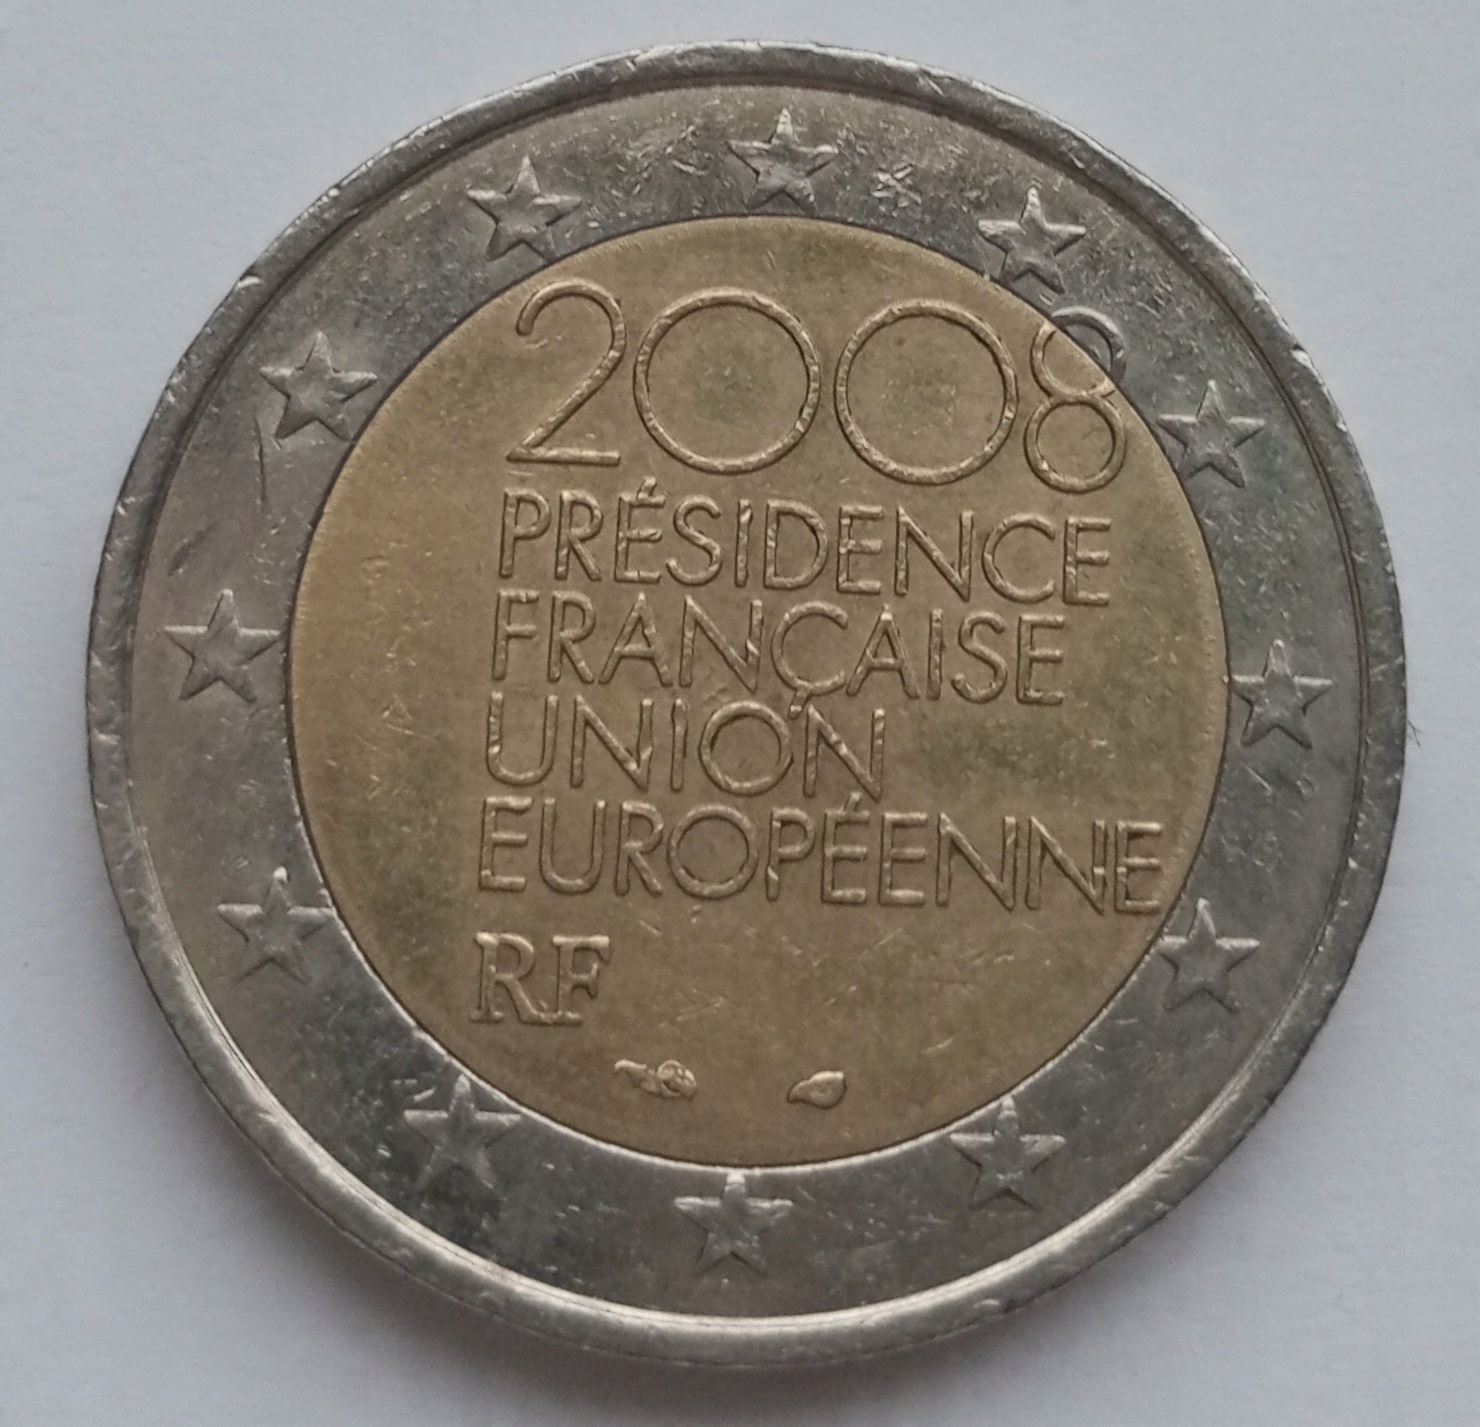 2008
PRÉSIDENCE
FRANÇAISE
UNION
EUROPÉENNE
RF